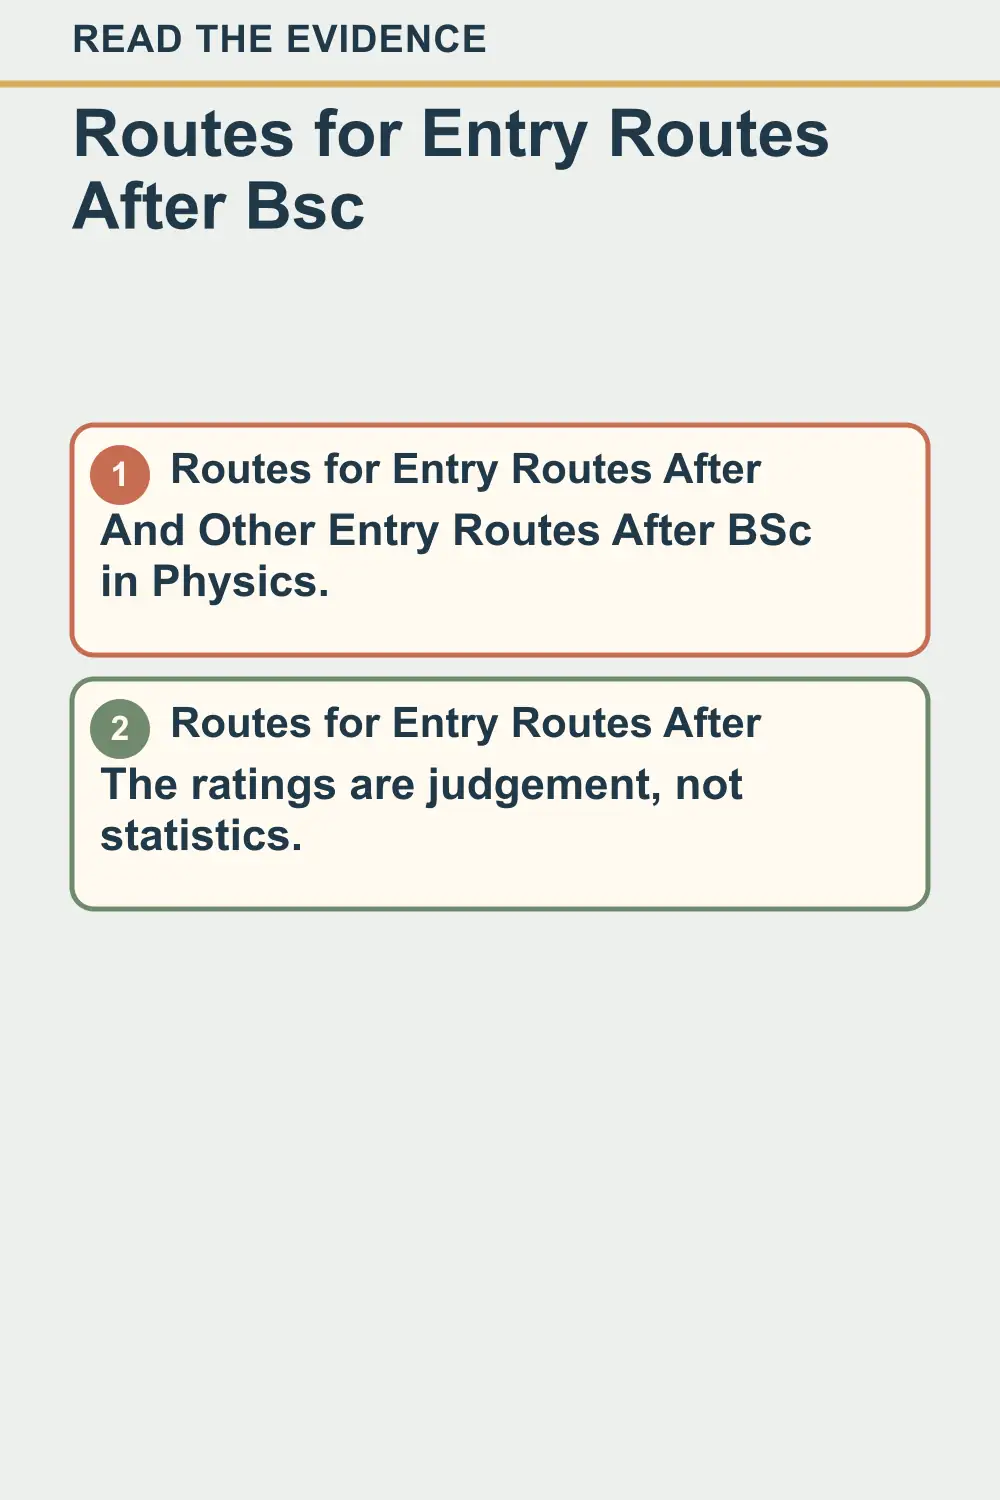 READ THE EVIDENCE
Routes for Entry Routes
After Bsc
1 Routes for Entry Routes After
And Other Entry Routes After BSc
in Physics.
2 Routes for Entry Routes After
The ratings are judgement, not
statistics.